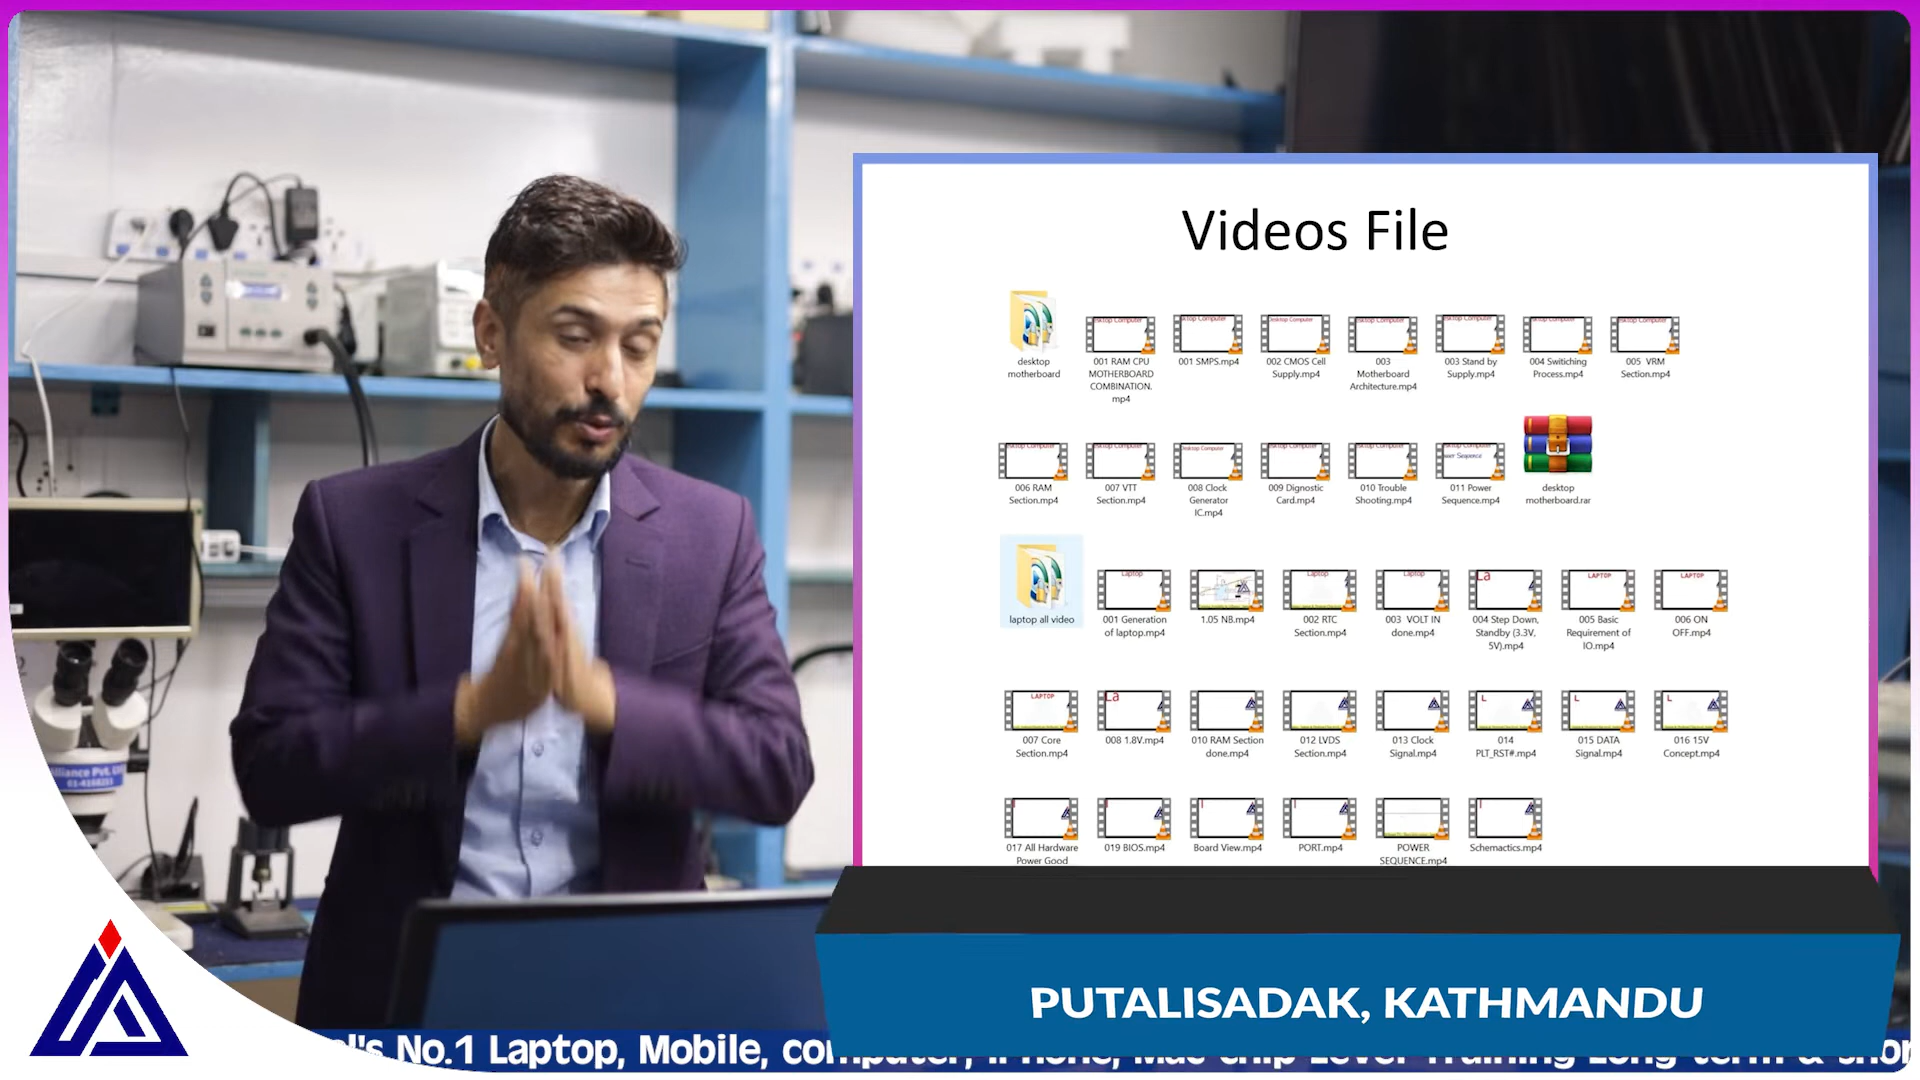 Videos File
desktop
motherboard
001 RAM CPU
MOTHERBOARD
COMBINATION.
mp4
001 SMPS.mp4
002 CMOS Cell
Supply.mp4
003
Motherboard
Architecture.mp4
003 Stand by
Supply.mp4
004 Switiching
Process.mp4
005 VRM
Section.mp4
006 RAM
Section.mp4
007 VTT
Section.mp4
008 Clock
Generator
IC.mp4
009 Dignostic
Card.mp4
010 Trouble
Shooting.mp4
011 Power
Sequence.mp4
desktop
motherboard.rar
laptop all video
001 Generation
of laptop.mp4
1.05 NB.mp4
002 RTC
Section.mp4
003 VOLT IN
done.mp4
004 Step Down,
Standby (3.3V,
5V).mp4
005 Basic
Requirement of
IO.mp4
006 ON
OFF.mp4
007 Core
Section.mp4
008 1.8V.mp4
010 RAM Section
done.mp4
012 LVDS
Section.mp4
013 Clock
Signal.mp4
014
PLT_RST#.mp4
015 DATA
Signal.mp4
016 15V
Concept.mp4
017 All Hardware
Power Good
019 BIOS.mp4
Board View.mp4
PORT.mp4
POWER
SEQUENCE.mp4
Schemactics.mp4
PUTALISADAK, KATHMANDU
No.1 Laptop, Mobile,